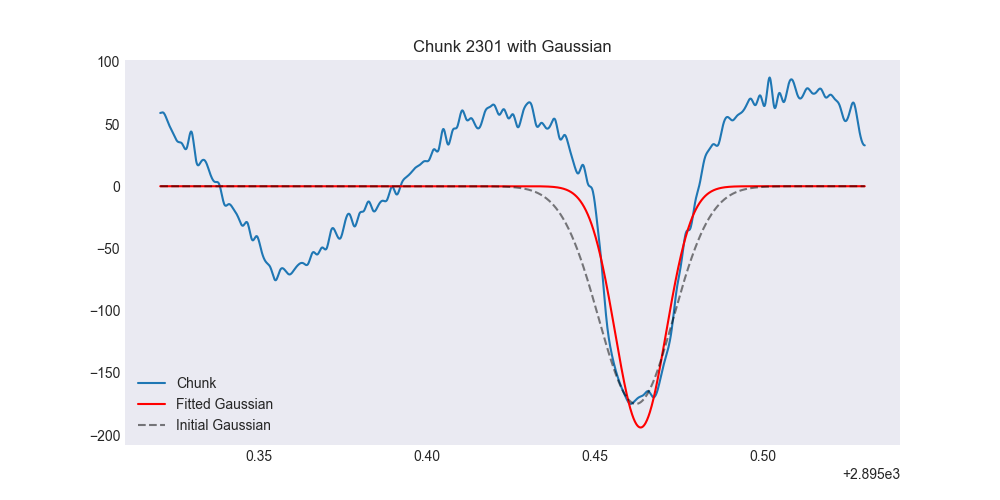 Chunk 2301 with Gaussian
100
50
0
−50
−100
−150
−200
Chunk
Fitted Gaussian
Initial Gaussian
0.35 0.40 0.45 0.50
+2.895e3